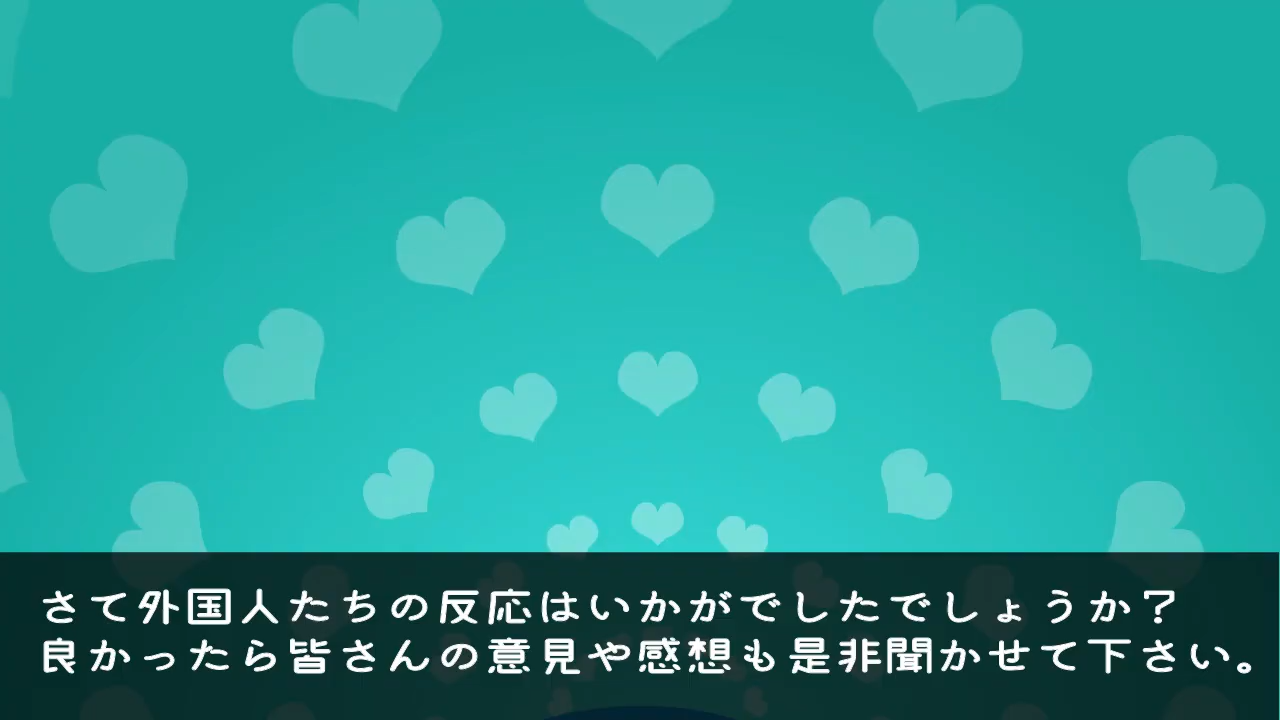 さて外国人たちの反応はいかがでしたでしょうか？
良かったら皆さんの意見や感想も是非聞かせて下さい。